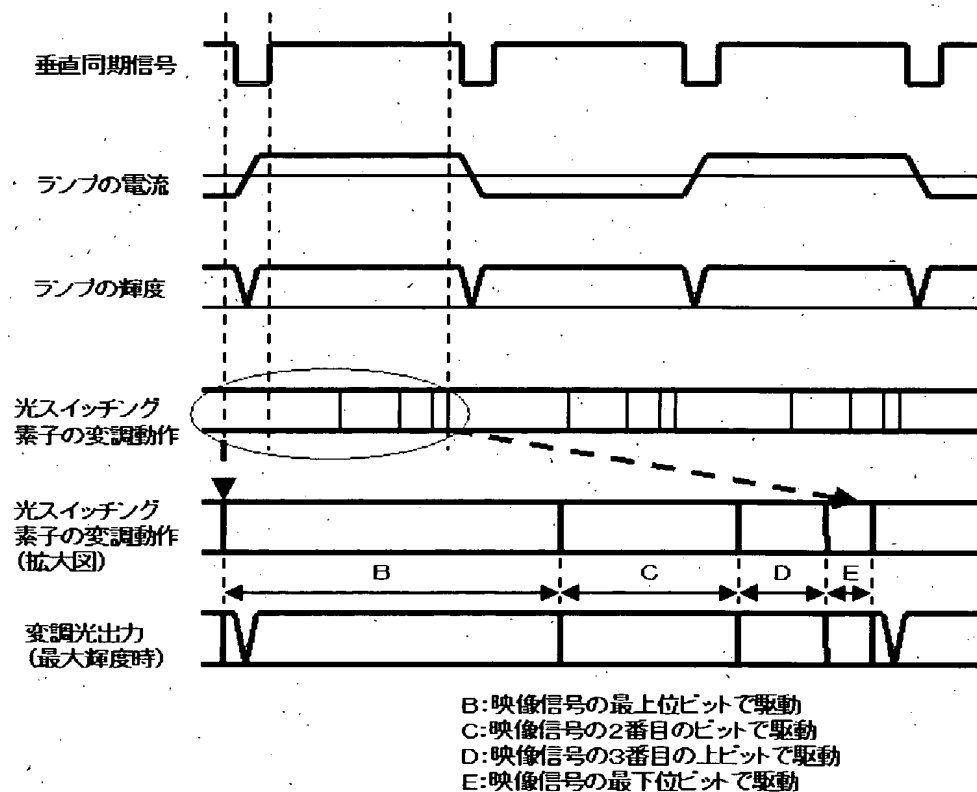 垂直同期信号
ランプの電流
ランプの輝度
光スイッチング
素子の変調動作
光スイッチング
素子の変調動作
(拡大図)
B
C
D
E
変調光出力
(最大輝度時)
B:映像信号の最上位ビットで駆動
C:映像信号の2番目のビットで駆動
D:映像信号の3番目の上ビットで駆動
E:映像信号の最下位ビットで駆動